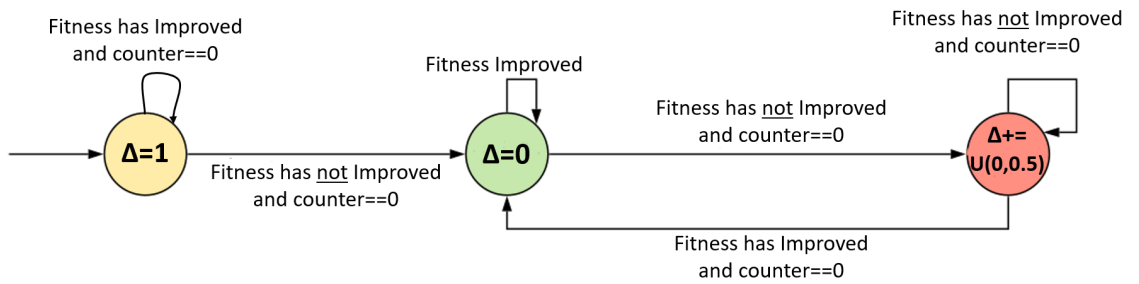 Fitness has Improved
and counter==0
Δ=1
Fitness has not Improved
and counter==0
Fitness Improved
Δ=0
Fitness has not Improved
and counter==0
Fitness has not Improved
and counter==0
Δ+=
U(0,0.5)
Fitness has Improved
and counter==0